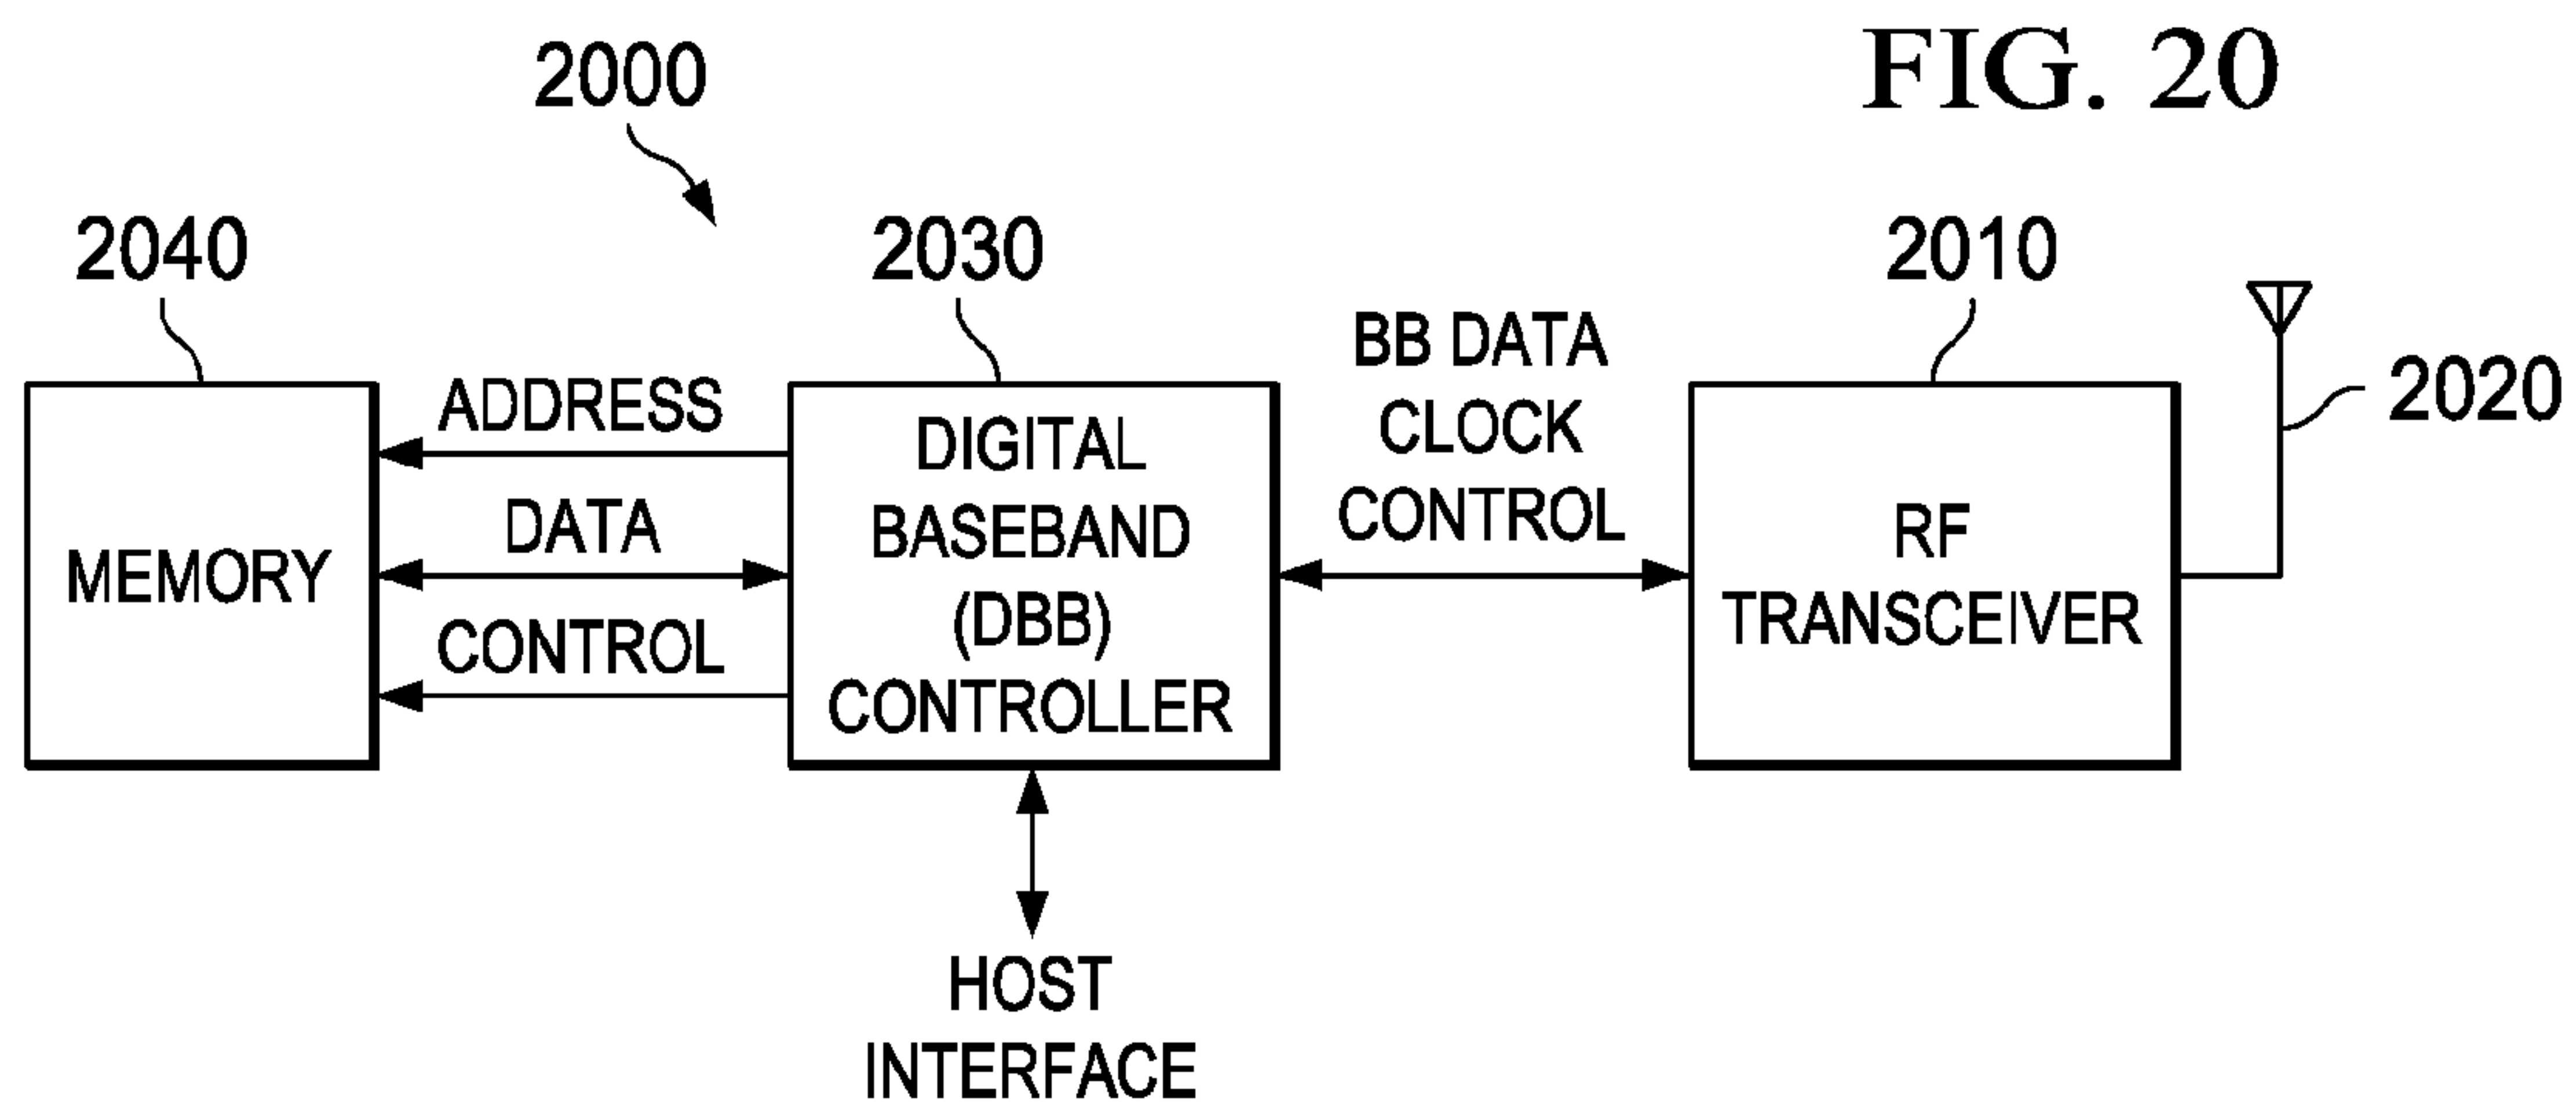 FIG. 20
2000
2040
2030
2010
2020
MEMORY
ADDRESS
DATA
CONTROL
DIGITAL
BASEBAND
(DBB)
CONTROLLER
BB DATA
CLOCK
CONTROL
RF
TRANSCEIVER
HOST
INTERFACE